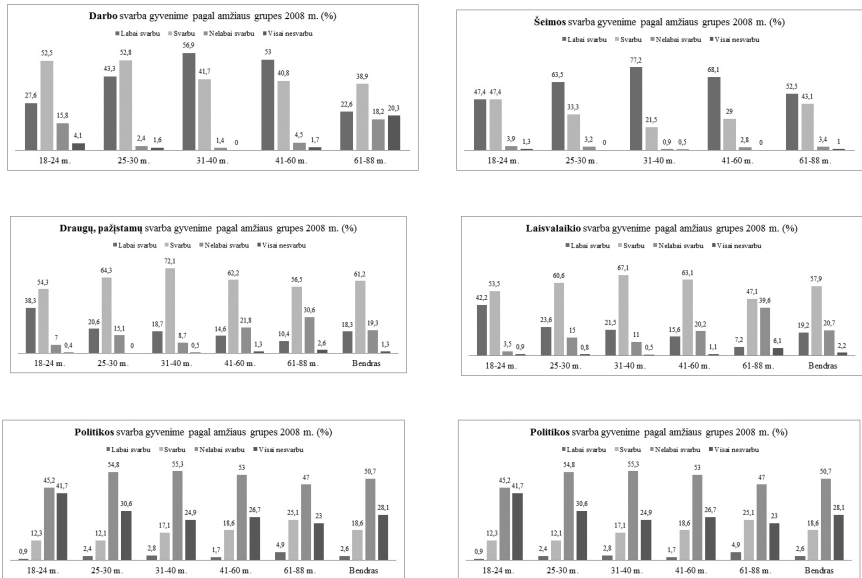 Darbo svarba gyvenime pagal amžiaus grupes 2008 m. (%)
Labai svarbu Svarbu Nelabai svarbu Visai nesvarbu
27,6 52,5 15,8 4,1 43,3 52,8 2,4 1,6 56,9 41,7 1,4 0 53 40,8 4,5 1,7 22,6 38,9 18,2 20,3
18-24 m. 25-30 m. 31-40 m. 41-60 m. 61-88 m.
Šeimos svarba gyvenime pagal amžiaus grupes 2008 m. (%)
Labai svarbu Svarbu Nelabai svarbu Visai nesvarbu
47,4 47,4 3,9 1,3 63,5 33,3 3,2 0 77,2 21,5 0,9 0,5 68,1 29 2,8 0 52,5 43,1 3,4 1
18-24 m. 25-30 m. 31-40 m. 41-60 m. 61-88 m.
Draugų, pažįstamų svarba gyvenime pagal amžiaus grupes 2008 m. (%)
Labai svarbu Svarbu Nelabai svarbu Visai nesvarbu
38,3 54,3 7 0,4 20,6 64,3 15,1 0 18,7 72,1 8,7 0,5 14,6 62,2 21,8 1,3 10,4 56,5 30,6 2,6 18,3 61,2 19,3 1,3
18-24 m. 25-30 m. 31-40 m. 41-60 m. 61-88 m. Bendras
Laisvalaikio svarba gyvenime pagal amžiaus grupes 2008 m. (%)
Labai svarbu Svarbu Nelabai svarbu Visai nesvarbu
42,2 53,5 3,5 0,9 23,6 60,6 15 0,8 21,5 67,1 11 0,5 15,6 63,1 20,2 1,1 7,2 47,1 39,6 6,1 19,2 57,9 20,7 2,2
18-24 m. 25-30 m. 31-40 m. 41-60 m. 61-88 m. Bendras
Politikos svarba gyvenime pagal amžiaus grupes 2008 m. (%)
Labai svarbu Svarbu Nelabai svarbu Visai nesvarbu
0,9 12,3 45,2 41,7 2,4 12,1 54,8 30,6 2,8 17,1 55,3 24,9 1,7 18,6 53 26,7 4,9 25,1 47 23 2,6 18,6 50,7 28,1
18-24 m. 25-30 m. 31-40 m. 41-60 m. 61-88 m. Bendras
Politikos svarba gyvenime pagal amžiaus grupes 2008 m. (%)
Labai svarbu Svarbu Nelabai svarbu Visai nesvarbu
0,9 12,3 45,2 41,7 2,4 12,1 54,8 30,6 2,8 17,1 55,3 24,9 1,7 18,6 53 26,7 4,9 25,1 47 23 2,6 18,6 50,7 28,1
18-24 m. 25-30 m. 31-40 m. 41-60 m. 61-88 m. Bendras